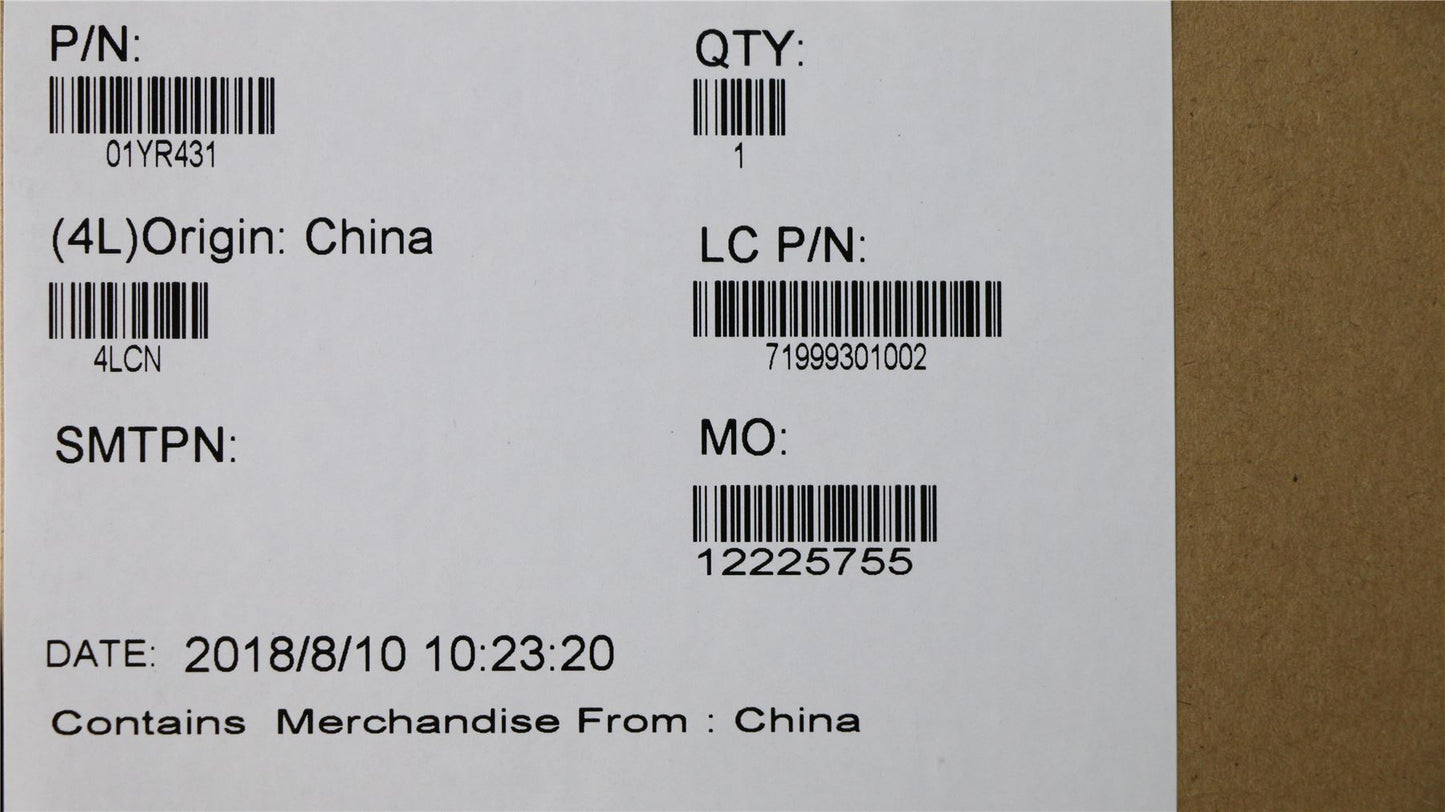 P/N:
01YR431
QTY:
1
(4L)Origin: China
4LCN
LC P/N:
71999301002
SMTPN:
MO:
12225755
DATE: 2018/8/10 10:23:20
Contains Merchandise From : China